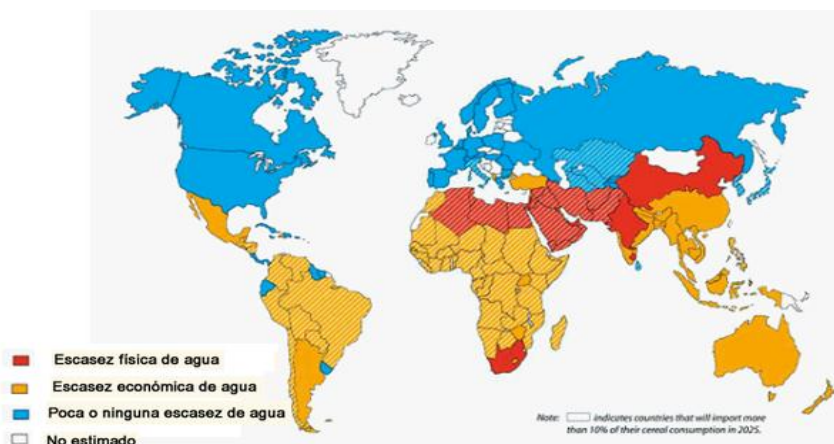 Escasez física de agua
Escasez económica de agua
Poca o ninguna escasez de agua
No estimado
Note: indicates countries that will import more
than 10% of their cereal consumption in 2025.